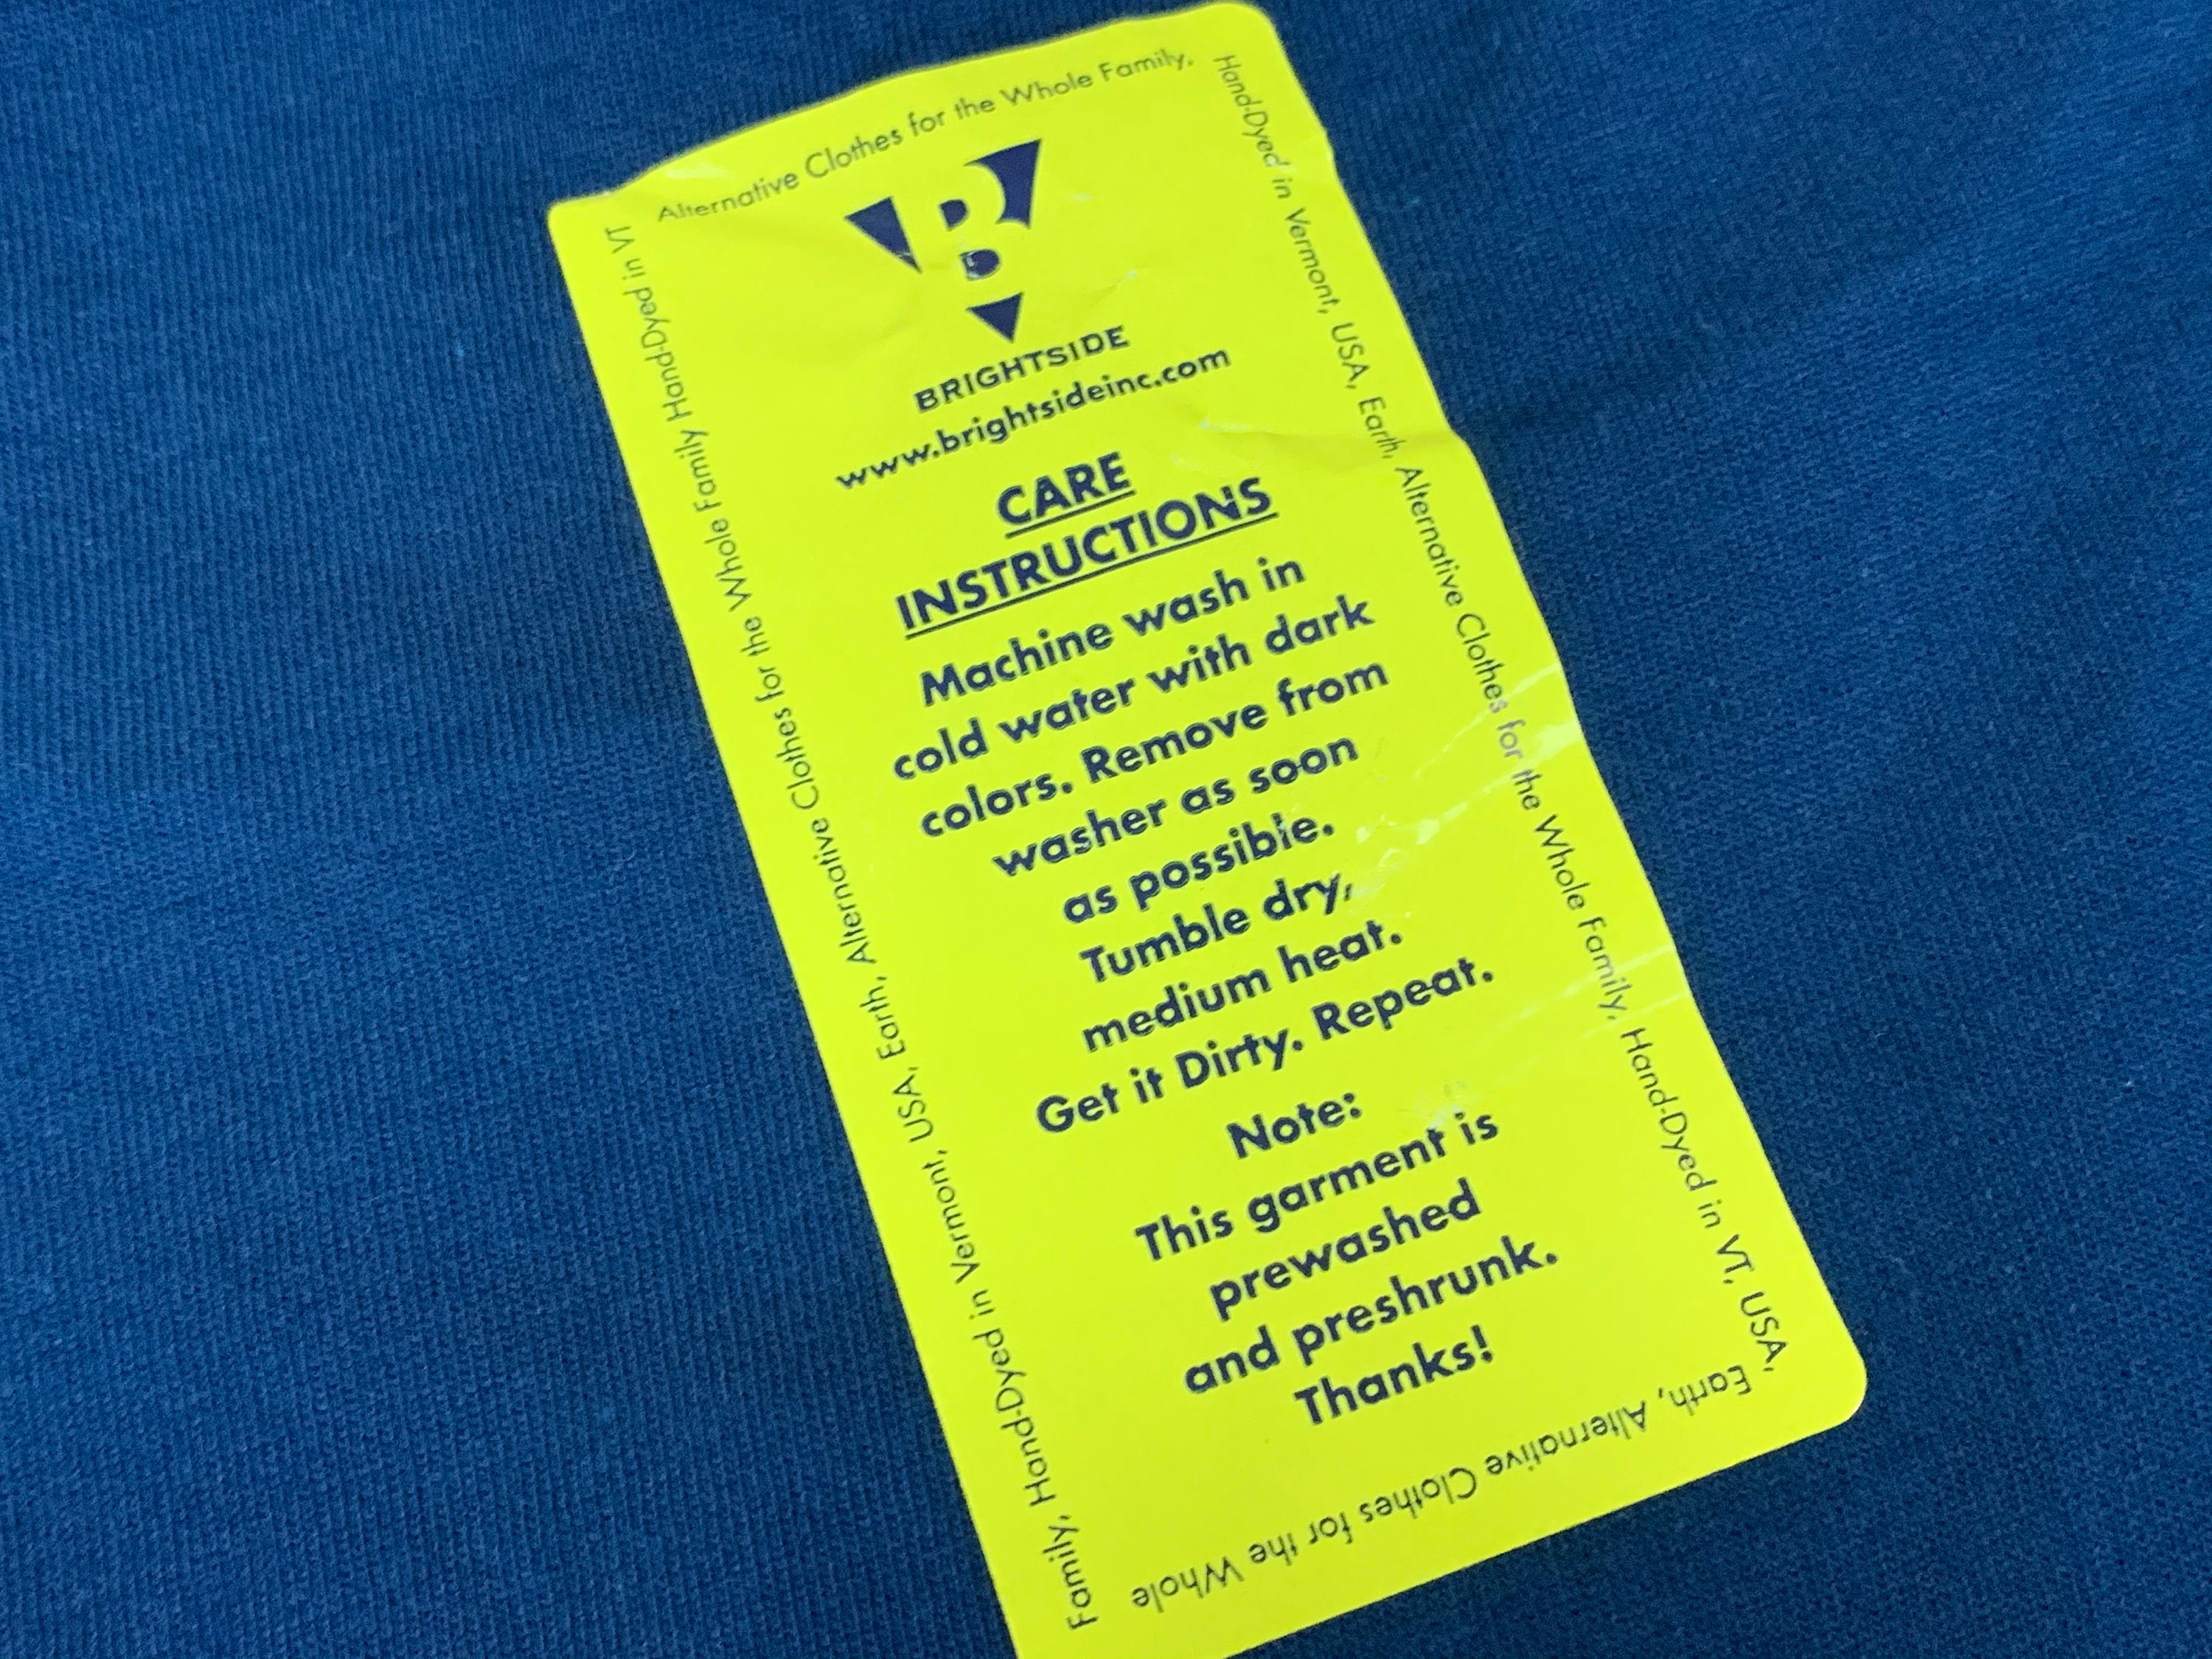 Alternative Clothes for the Whole Family,
Hand-Dyed in Vermont, USA, Earth, Alternative Clothes for the Whole Family, Hand-Dyed in VT, USA,
Earth, Alternative Clothes for the Whole
Family, Hand-Dyed in Vermont, USA, Earth, Alternative Clothes for the Whole Family Hand-Dyed in VT
B
BRIGHTSIDE
www.brightsideinc.com
CARE
INSTRUCTIONS
Machine wash in
cold water with dark
colors. Remove from
washer as soon
as possible.
Tumble dry,
medium heat.
Get it Dirty. Repeat.
Note:
This garment is
prewashed
and preshrunk.
Thanks!